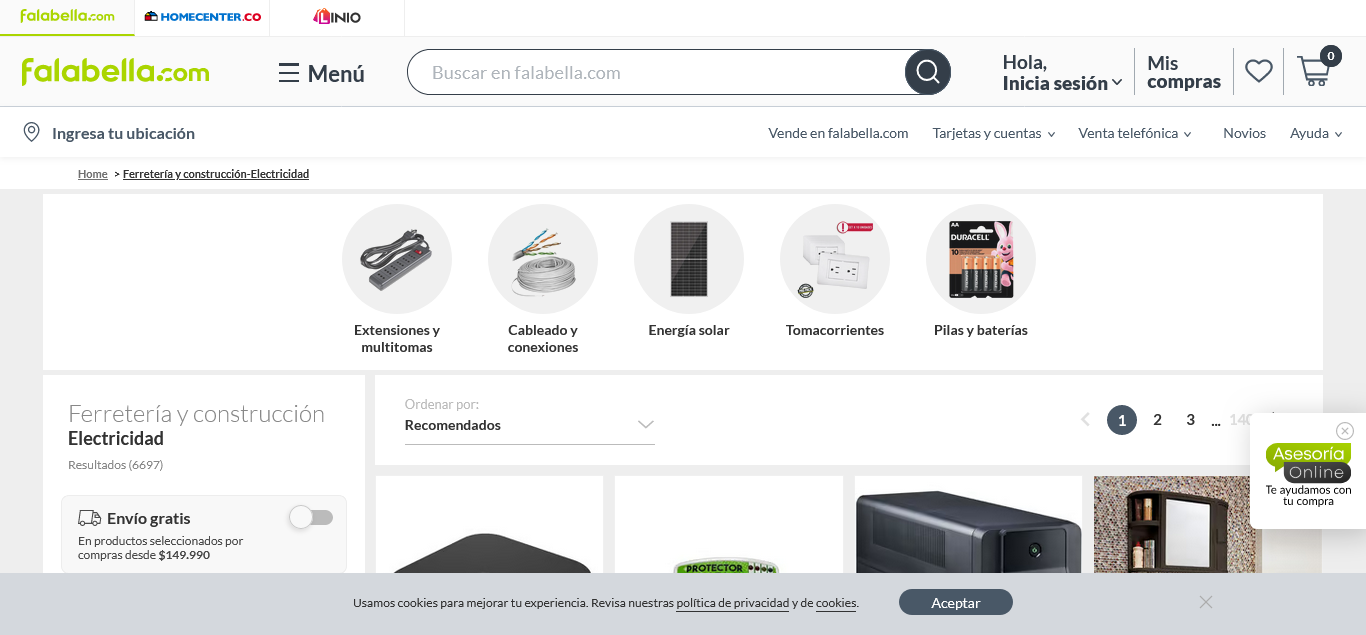 falabella.com
HOMECENTER.CO
LINIO
falabella.com
Menú
Buscar en falabella.com
Hola,
Inicia sesión
Mis
compras
0
Ingresa tu ubicación
Vende en falabella.com
Tarjetas y cuentas
Venta telefónica
Novios
Ayuda
Home > Ferretería y construcción-Electricidad
AA
DURACELL
10
Extensiones y
multitomas
Cableado y
conexiones
Energía solar
Tomacorrientes
Pilas y baterías
Ferretería y construcción
Electricidad
Resultados (6697)
Ordenar por:
Recomendados
1 2 3 ... 140
Asesoría
Online
Te ayudamos con
tu compra
Envío gratis
En productos seleccionados por
compras desde $149.990
PROTECTOR
Usamos cookies para mejorar tu experiencia. Revisa nuestras política de privacidad y de cookies.
Aceptar